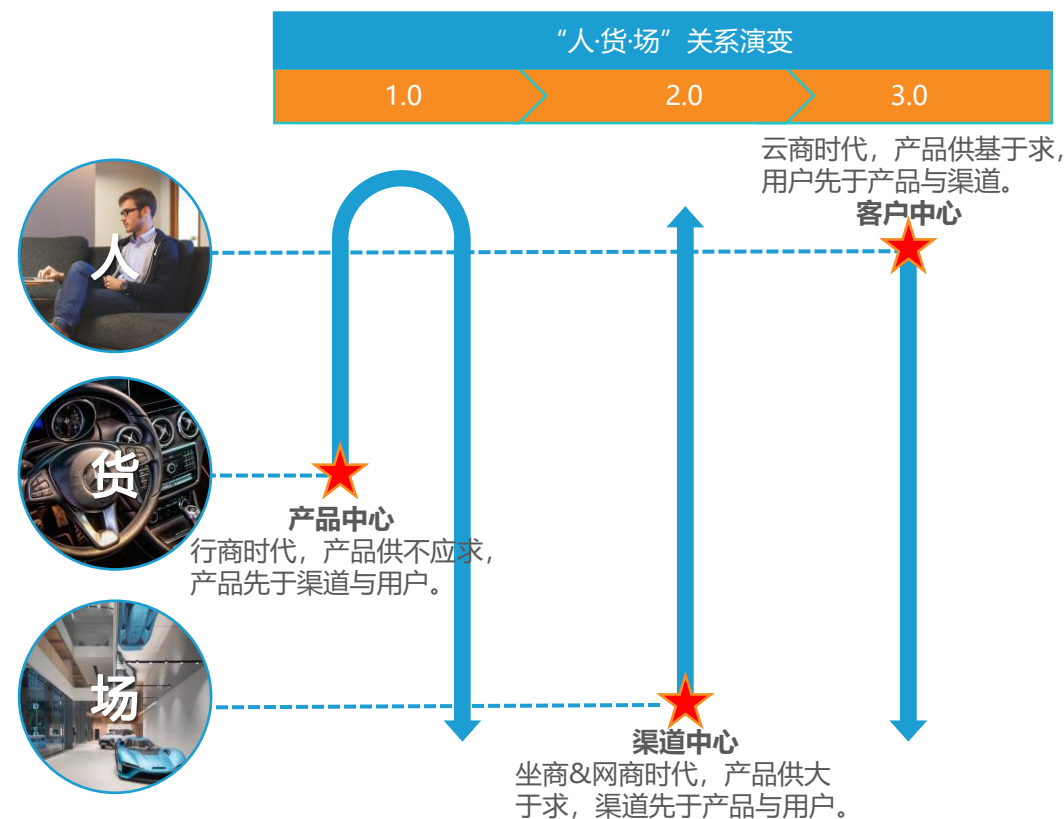 “人·货·场”关系演变
1.0
2.0
3.0
云商时代，产品供基于求，
用户先于产品与渠道。
客户中心
人
货
产品中心
行商时代，产品供不应求，
产品先于渠道与用户。
场
渠道中心
坐商&网商时代，产品供大
于求，渠道先于产品与用户。